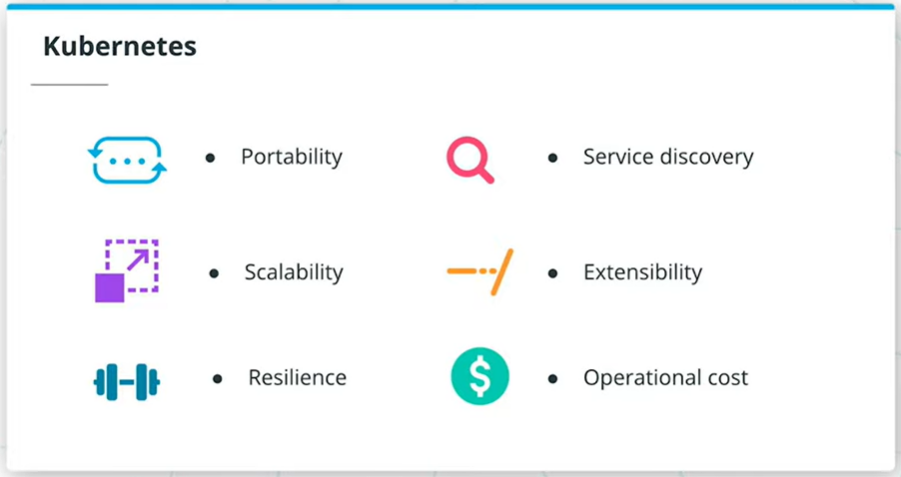 Kubernetes
• Portability
• Scalability
• Resilience
• Service discovery
• Extensibility
• Operational cost